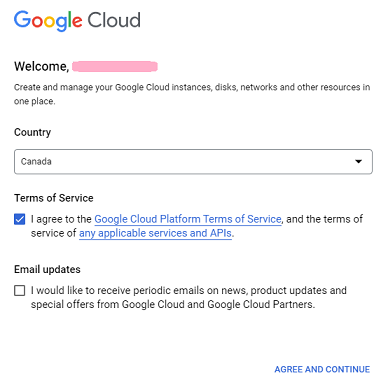 Google Cloud
Welcome,
Create and manage your Google Cloud instances, disks, networks and other resources in
one place.
Country
Canada
Terms of Service
I agree to the Google Cloud Platform Terms of Service, and the terms of
service of any applicable services and APIs.
Email updates
I would like to receive periodic emails on news, product updates and
special offers from Google Cloud and Google Cloud Partners.
AGREE AND CONTINUE